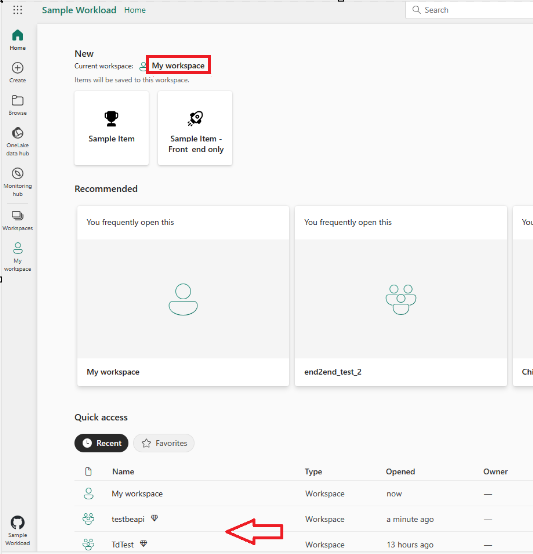 Sample Workload Home
Search
Home
Create
Browse
OneLake
data hub
Monitoring
hub
Workspaces
My
workspace
Sample
Workload
New
Current workspace: My workspace
Items will be saved to this workspace.
Sample Item
Sample Item -
Front end only
Recommended
You frequently open this
My workspace
You frequently open this
end2end_test_2
You
Chi
Quick access
Recent
Favorites
Name Type Opened Owner
My workspace Workspace now —
testbeapi Workspace a minute ago —
TdTest Workspace 13 hours ago —